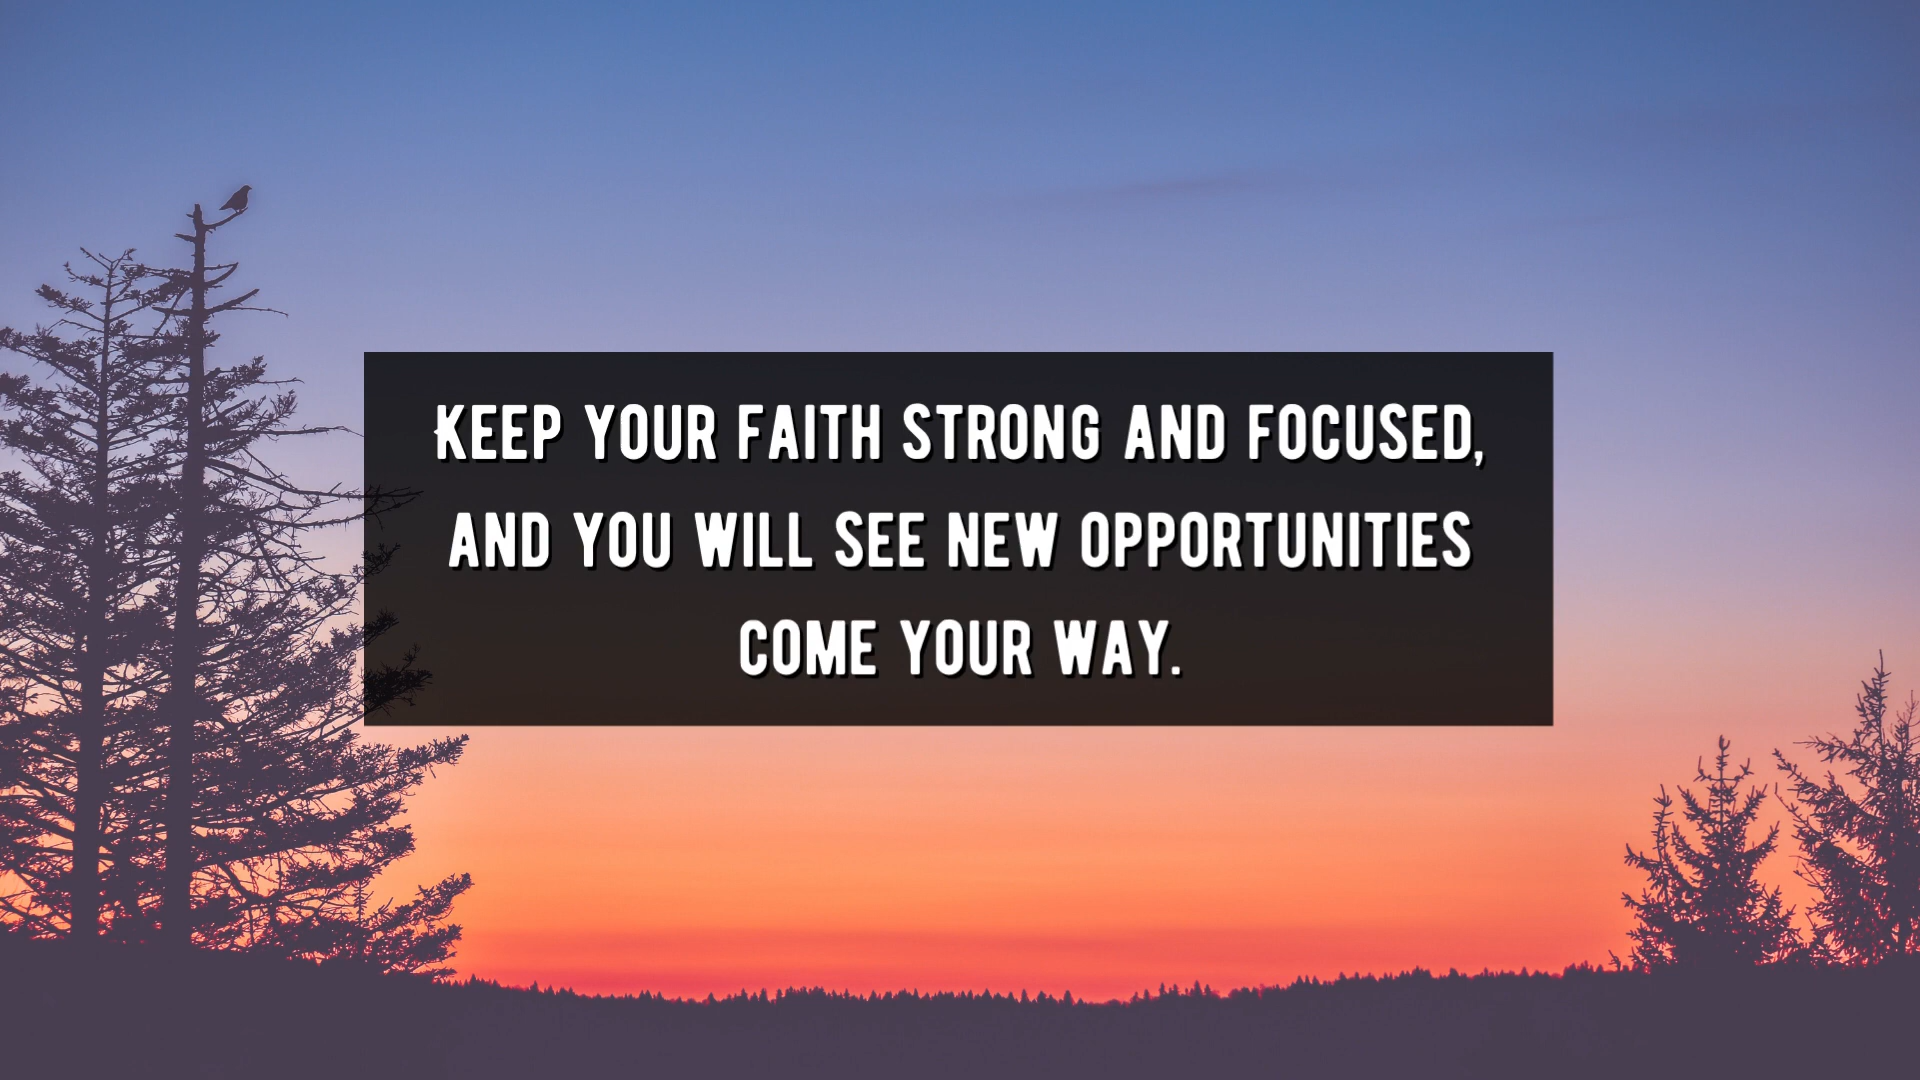 Keep your faith strong and focused,
and you will see new opportunities
come your way.